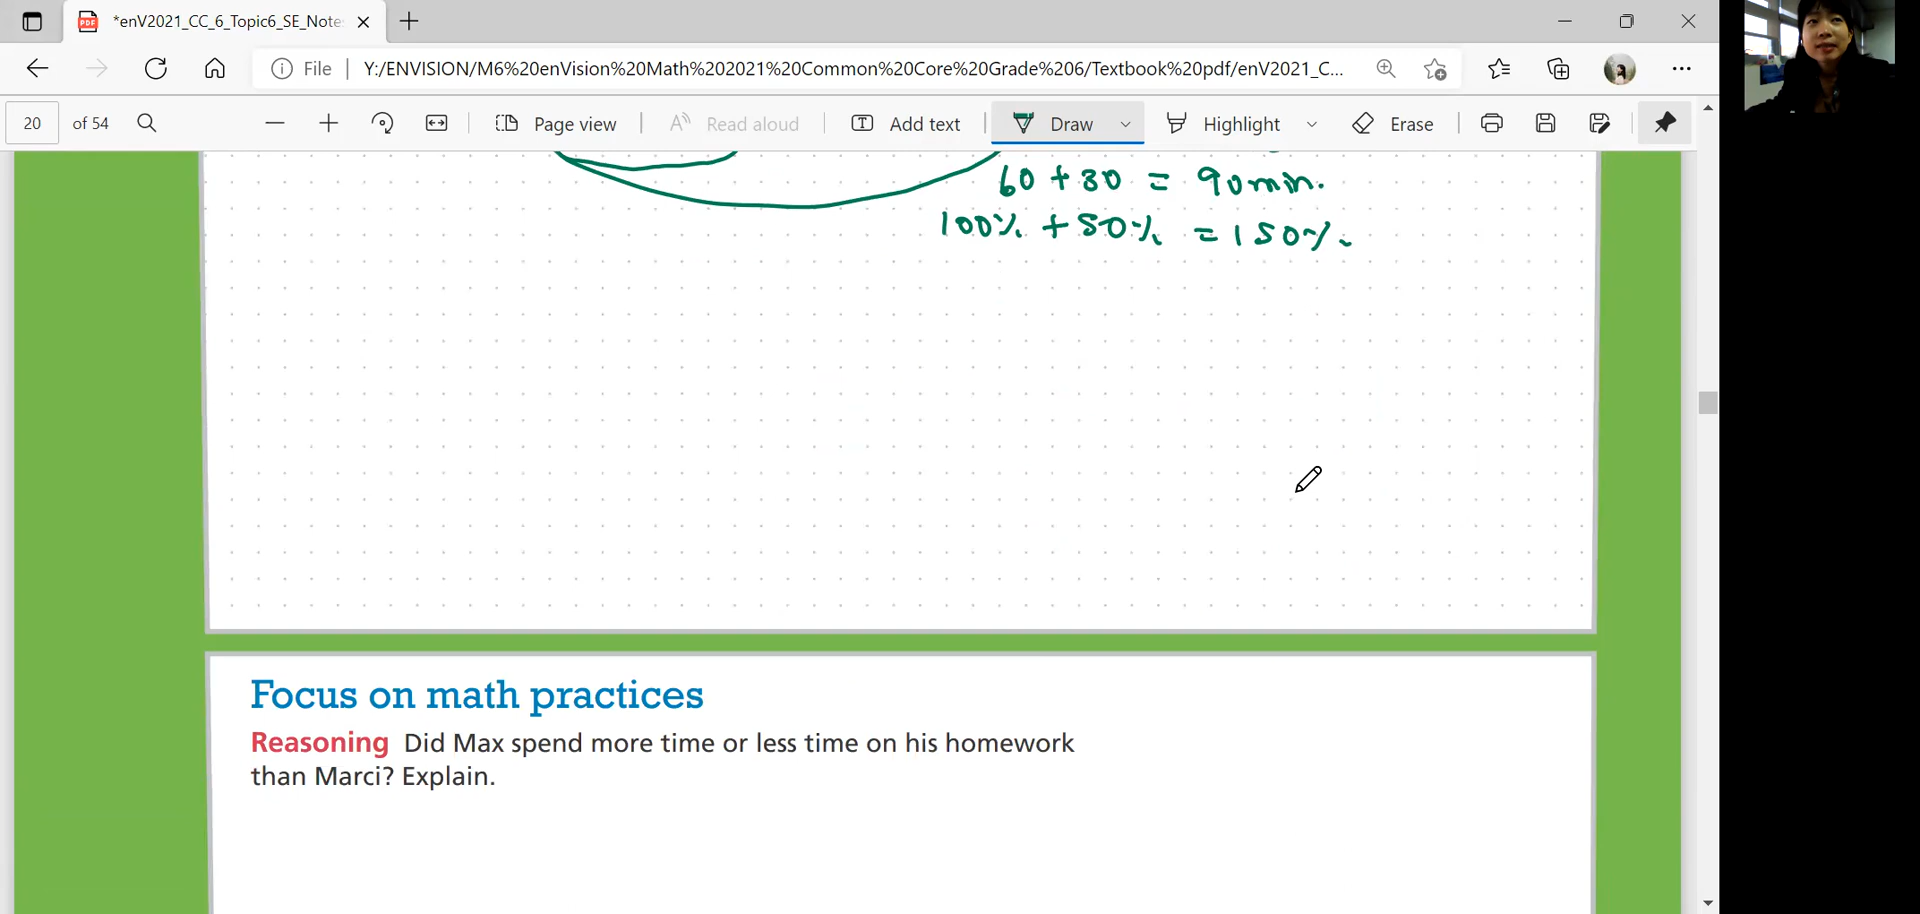 *enV2021_CC_6_Topic6_SE_Note
File
Y:/ENVISION/M6%20enVision%20Math%202021%20Common%20Core%20Grade%206/Textbook%20pdf/enV2021_C...
20 of 54
Page view
Read aloud
Add text
Draw
Highlight
Erase
60 + 30 = 90min.
100% + 50% = 150%.
Focus on math practices
Reasoning Did Max spend more time or less time on his homework
than Marci? Explain.